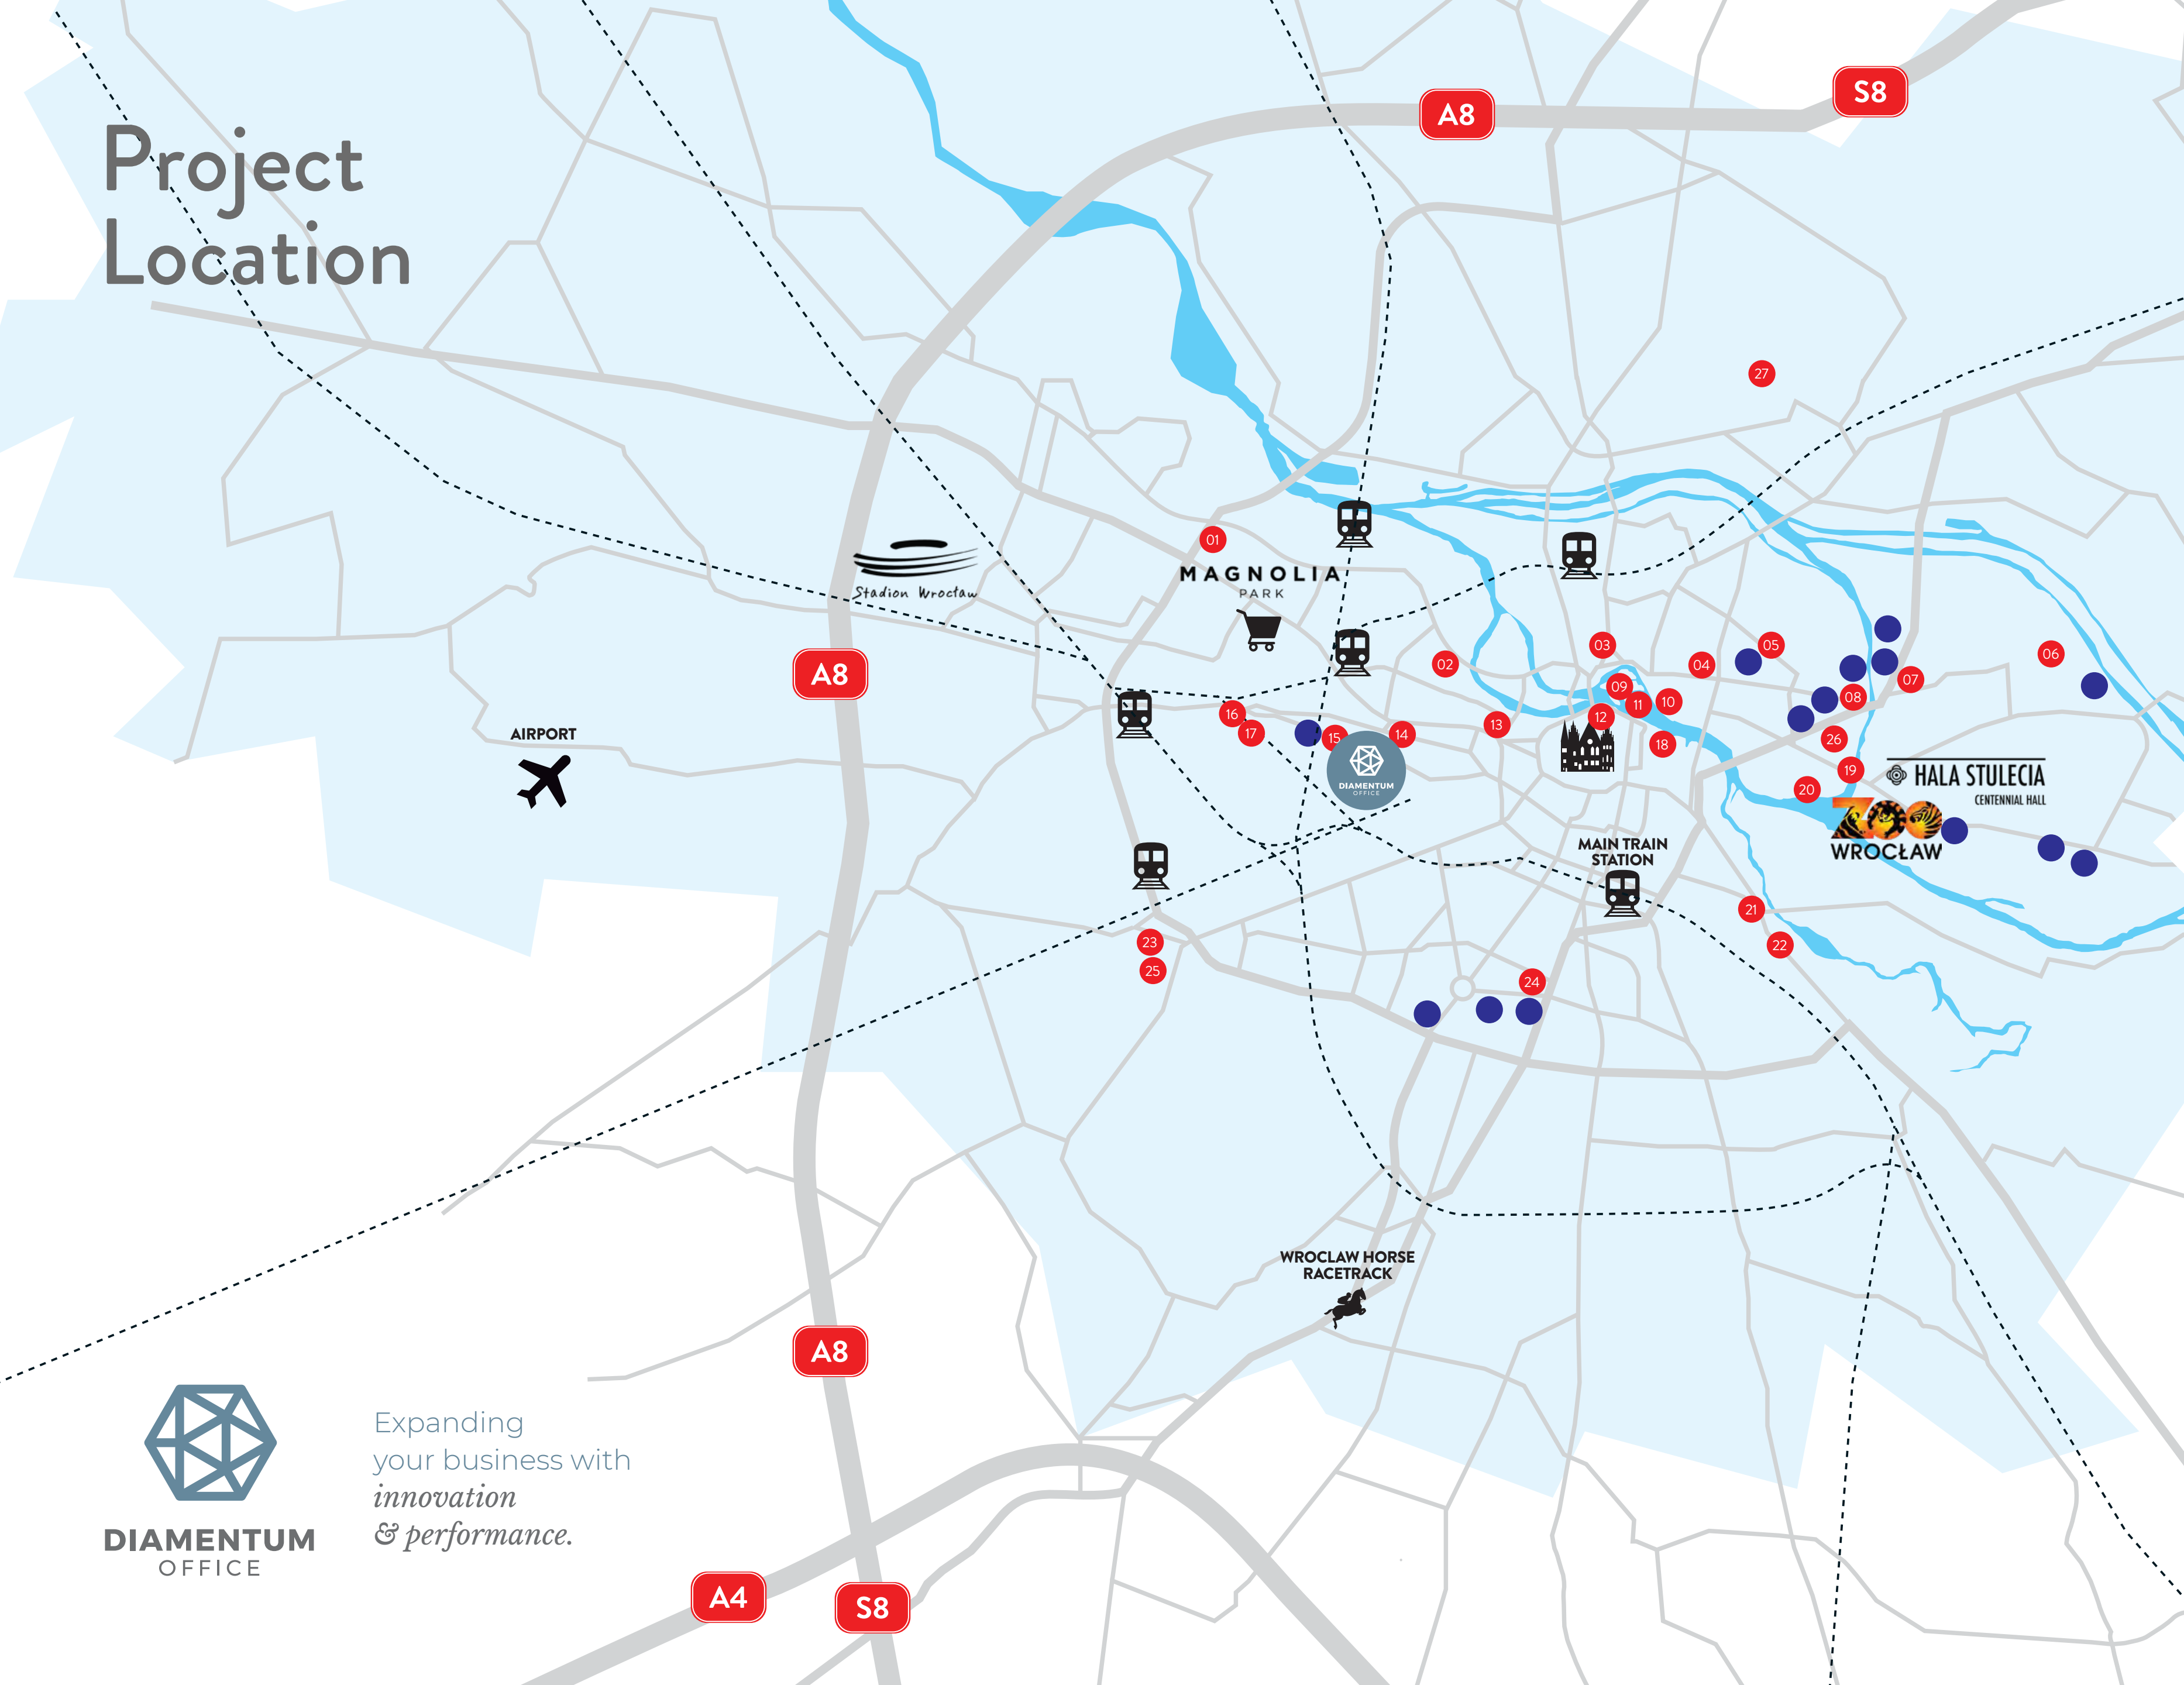 Project
Location
A8
S8
27
01
MAGNOLIA
PARK
Stadion Wrocław
A8
02
03
04
05
06
07
08
09
10
11
12
13
14
15
16
17
18
26
19
20
HALA STULECIA
CENTENNIAL HALL
ZOO
WROCŁAW
AIRPORT
DIAMENTUM
OFFICE
MAIN TRAIN
STATION
21
22
23
25
24
WROCLAW HORSE
RACETRACK
A8
Expanding
your business with
innovation
& performance.
DIAMENTUM
OFFICE
A4
S8